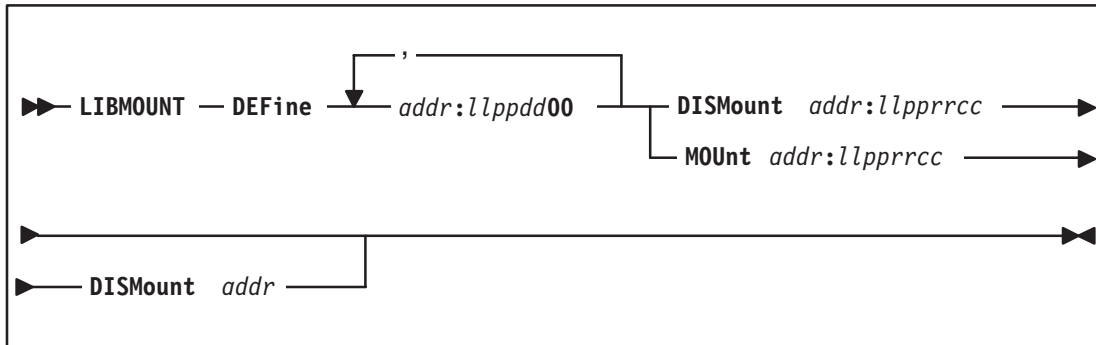 ,
LIBMOUNT DEFine addr:llppdd00 DISMount addr:llpprrcc
MOUnt addr:llpprrcc
DISMount addr